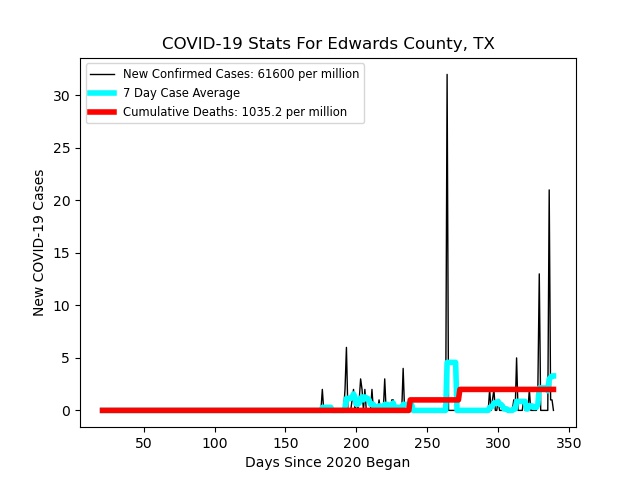 COVID-19 Stats For Edwards County, TX
New Confirmed Cases: 61600 per million
7 Day Case Average
Cumulative Deaths: 1035.2 per million
New COVID-19 Cases
30
25
20
15
10
5
0
50 100 150 200 250 300 350
Days Since 2020 Began